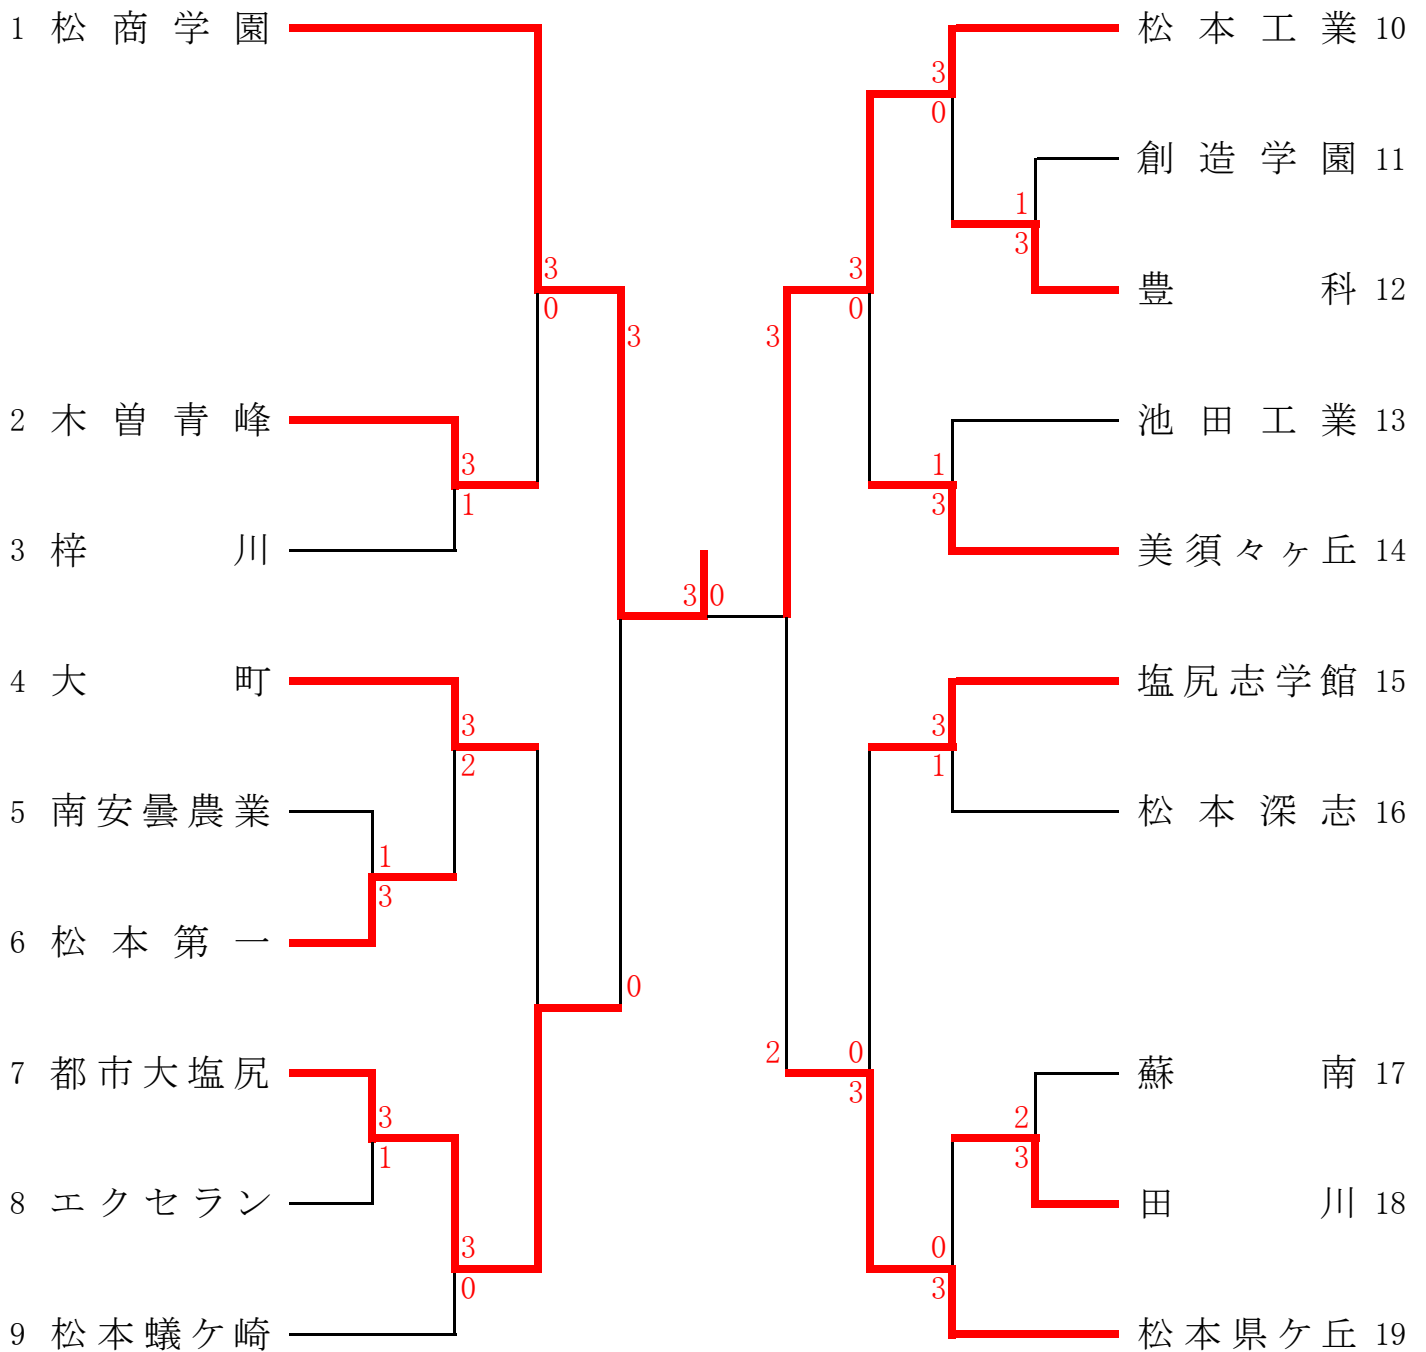 1 松商学園
松本工業 10
3
0
創造学園 11
1
3
3
0
3
0
豊科 12
3
3
2 木曽青峰
池田工業 13
3
1
1
3
3 梓川
美須々ヶ丘 14
3 0
4 大町
塩尻志学館 15
3
2
3
1
5 南安曇農業
松本深志 16
1
3
6 松本第一
0
2
0
3
7 都市大塩尻
蘇南 17
3
1
2
3
8 エクセラン
田川 18
3
0
0
3
9 松本蟻ケ崎
松本県ケ丘 19